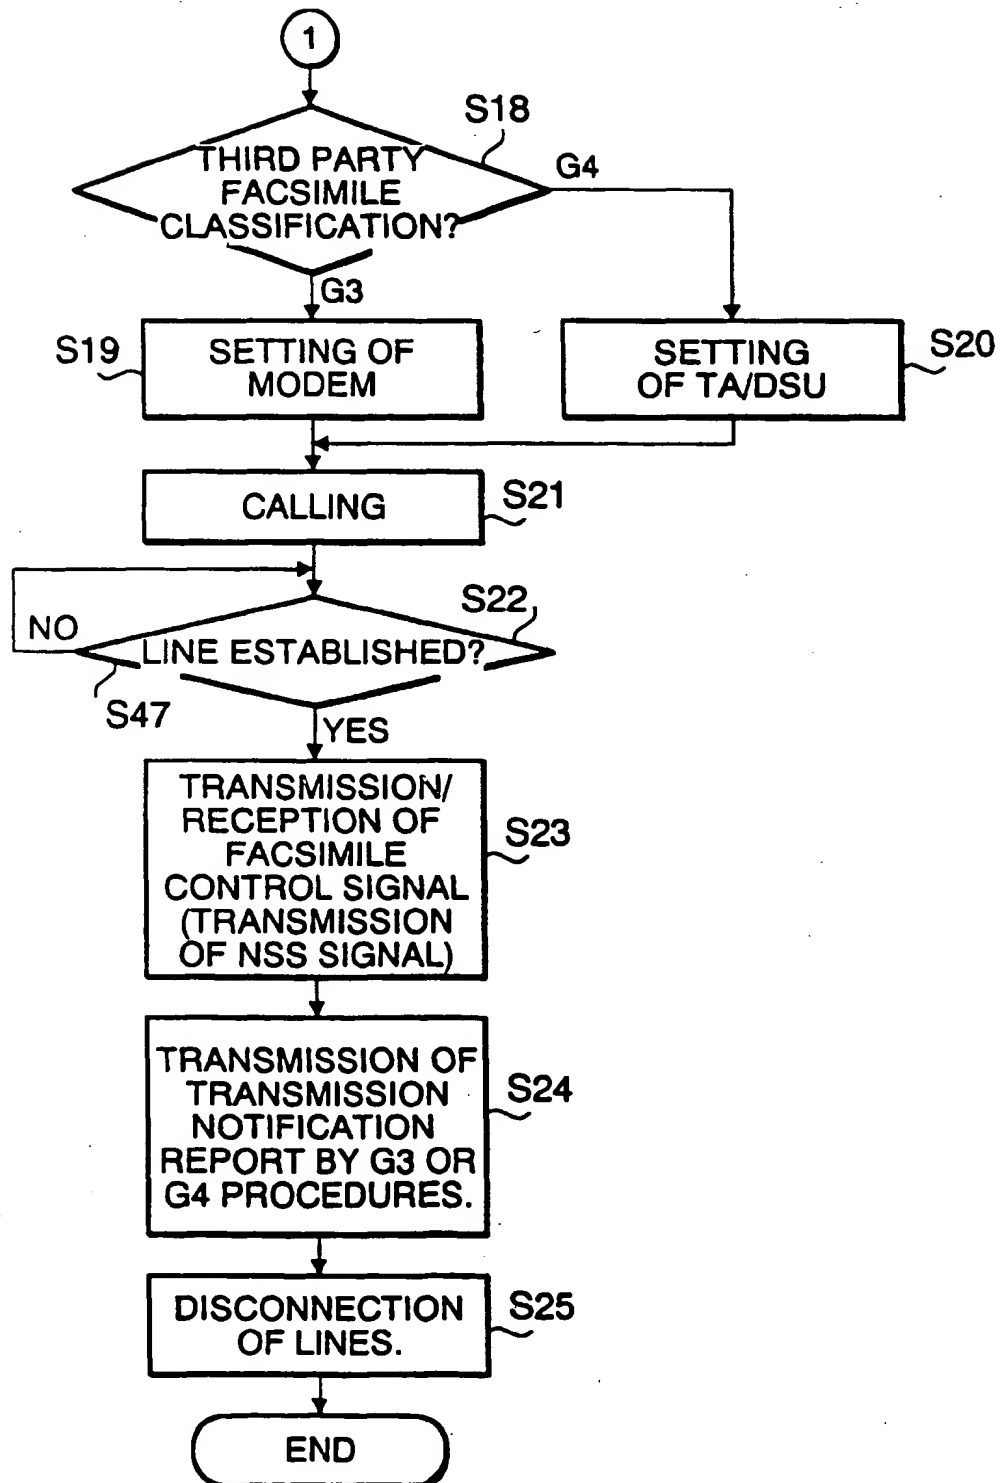 1
S18
THIRD PARTY
FACSIMILE
CLASSIFICATION?
G4
G3
S19
SETTING OF
MODEM
SETTING
OF TA/DSU
S20
CALLING
S21
S22
NO
LINE ESTABLISHED?
S47
YES
TRANSMISSION/
RECEPTION OF
FACSIMILE
CONTROL SIGNAL
(TRANSMISSION
OF NSS SIGNAL)
S23
TRANSMISSION OF
TRANSMISSION
NOTIFICATION
REPORT BY G3 OR
G4 PROCEDURES.
S24
DISCONNECTION
OF LINES.
S25
END